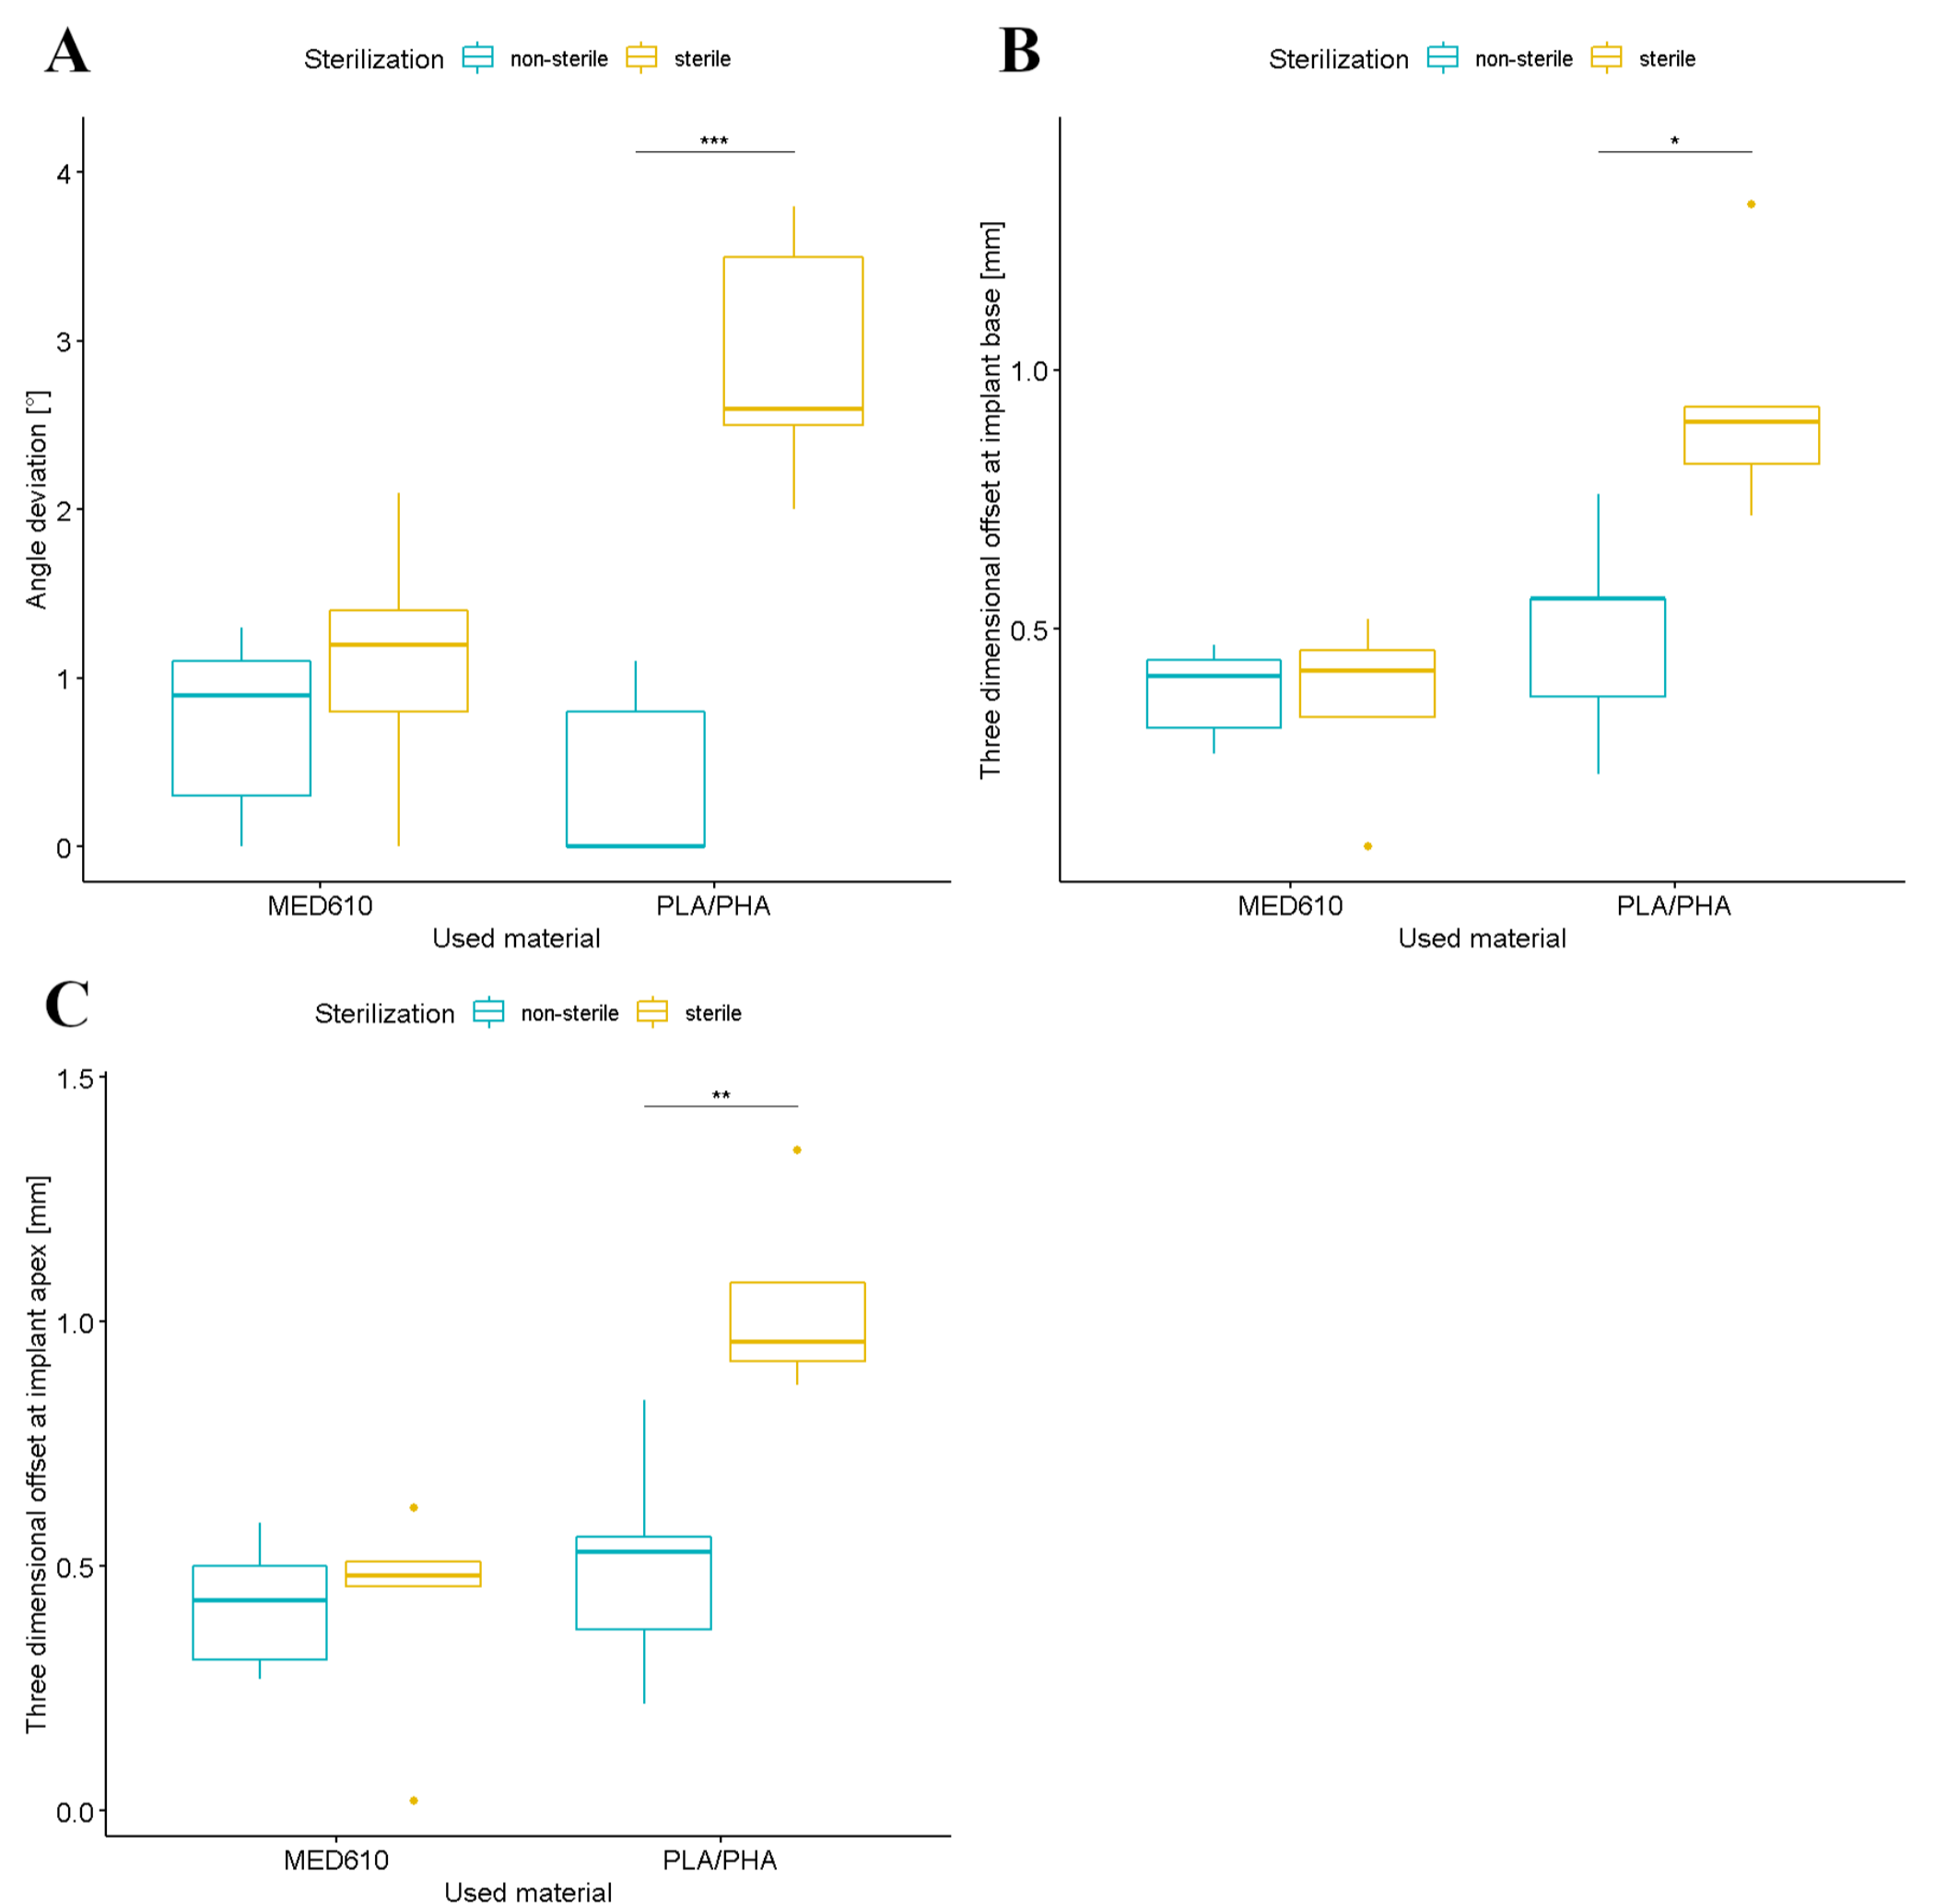 A
Sterilization non-sterile sterile
***
4
3
2
1
0
Angle deviation [°]
MED610 PLA/PHA
Used material
B
Sterilization non-sterile sterile
*
1.0
0.5
Three dimensional offset at implant base [mm]
MED610 PLA/PHA
Used material
C
Sterilization non-sterile sterile
**
1.5
1.0
0.5
0.0
Three dimensional offset at implant apex [mm]
MED610 PLA/PHA
Used material